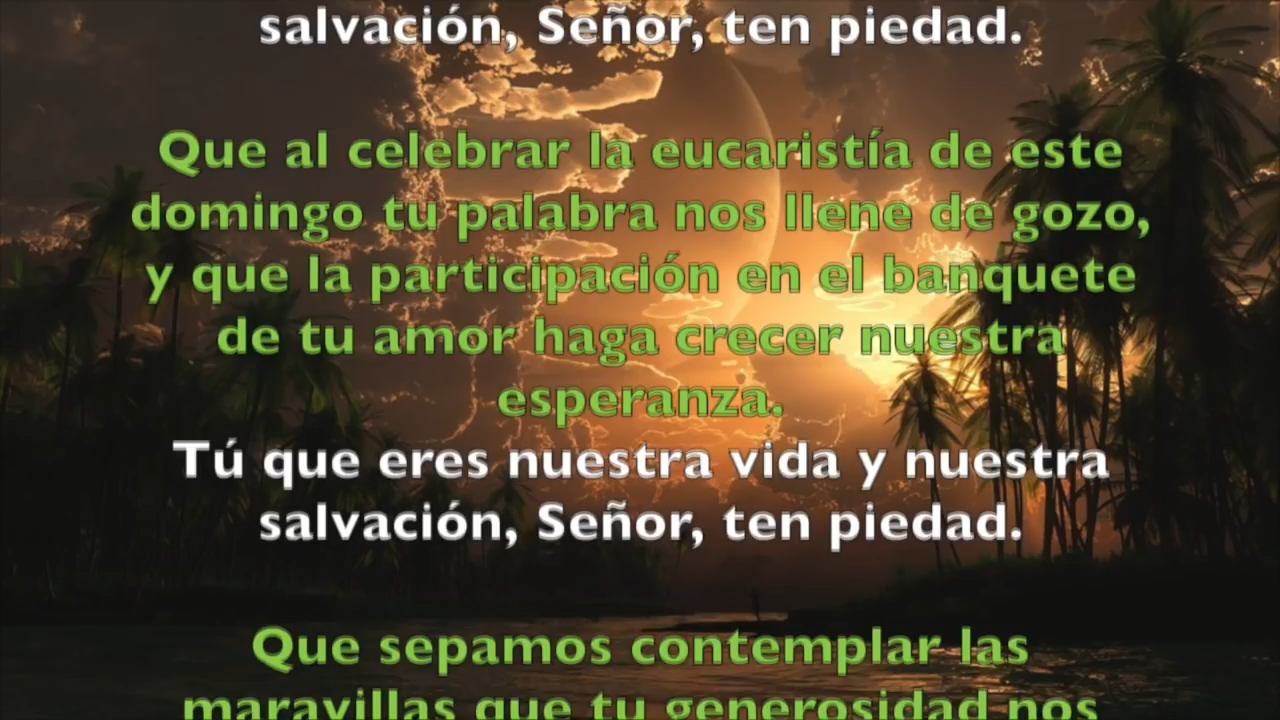 salvación, Señor, ten piedad.
Que al celebrar la eucaristía de este
domingo tu palabra nos llene de gozo,
y que la participación en el banquete
de tu amor haga crecer nuestra
esperanza.
Tú que eres nuestra vida y nuestra
salvación, Señor, ten piedad.
Que sepamos contemplar las
maravillas que tu generosidad nos